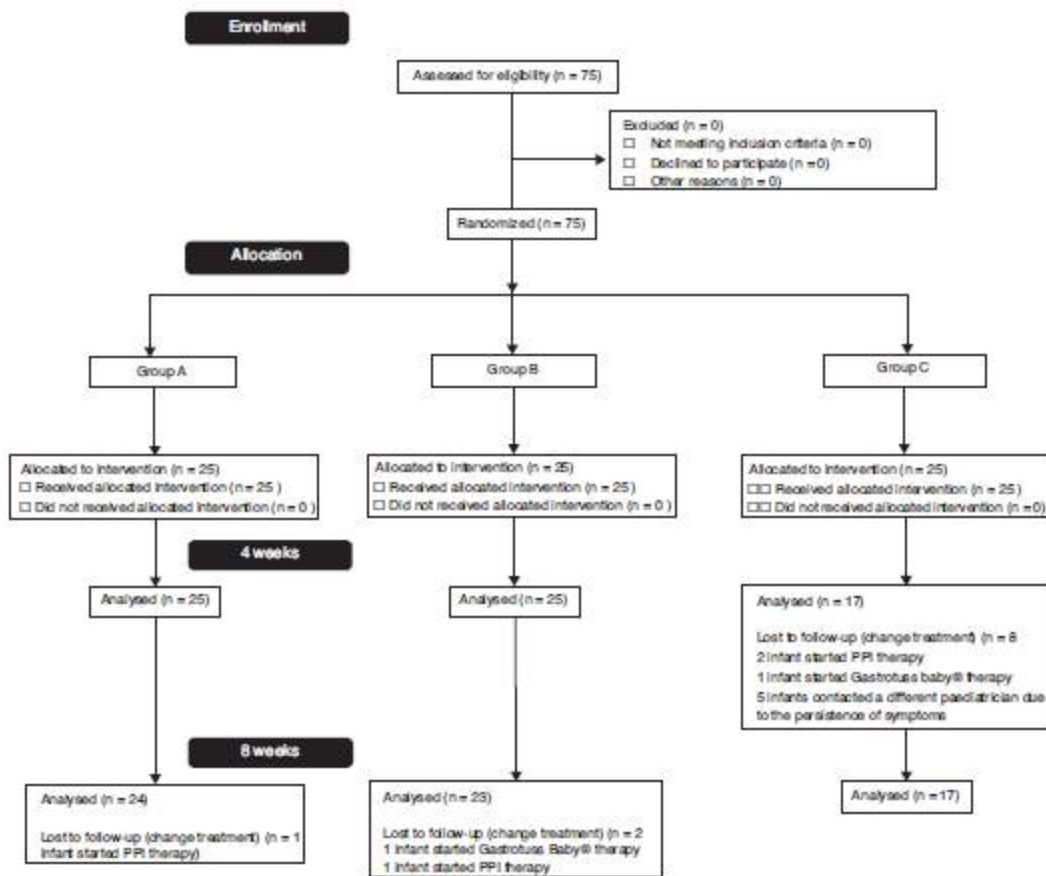 Enrollment
Assessed for eligibility (n = 75)
Excluded (n = 0)
□ Not meeting inclusion criteria (n = 0)
□ Declined to participate (n =0)
□ Other reasons (n = 0)
Randomized (n = 75)
Allocation
Group A
Group B
Group C
Allocated to intervention (n = 25)
□ Received allocated intervention (n = 25 )
□ Did not received allocated intervention (n = 0 )
Allocated to intervention (n = 25)
□ Received allocated intervention (n = 25 )
□ Did not received allocated intervention (n = 0 )
Allocated to intervention (n = 25)
□□ Received allocated intervention (n = 25)
□□ Did not received allocated intervention (n = 0)
4 weeks
Analysed (n = 25)
Analysed (n = 25)
Analysed (n = 17)
Lost to follow-up (change treatment) (n = 8
2 infant started PPI therapy
1 infant started Gastrotuss baby® therapy
5 infants contacted a different paediatrician due
to the persistence of symptoms
8 weeks
Analysed (n = 24)
Lost to follow-up (change treatment) (n = 1
infant started PPI therapy)
Analysed (n = 23)
Lost to follow-up (change treatment) (n = 2
1 infant started Gastrotuss Baby® therapy
1 infant started PPI therapy
Analysed (n = 17)